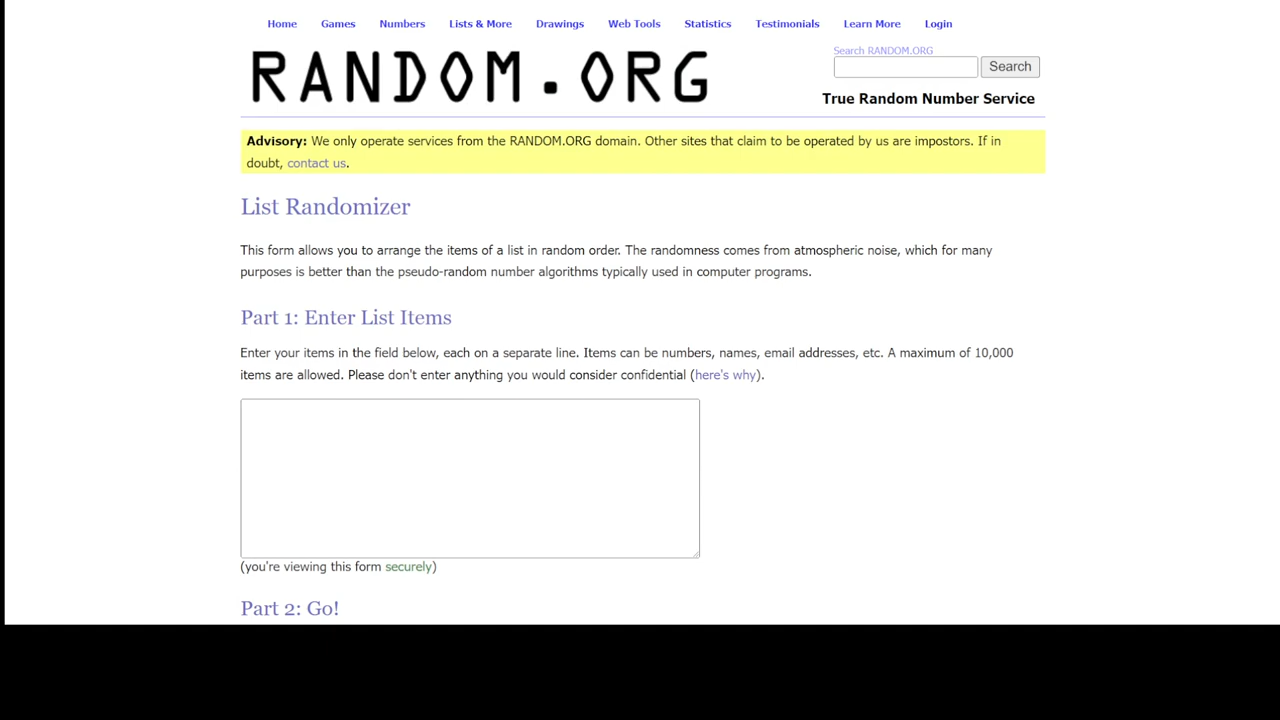 Home Games Numbers Lists & More Drawings Web Tools Statistics Testimonials Learn More Login
RANDOM.ORG
Search RANDOM.ORG
Search
True Random Number Service
Advisory: We only operate services from the RANDOM.ORG domain. Other sites that claim to be operated by us are impostors. If in
doubt, contact us.
List Randomizer
This form allows you to arrange the items of a list in random order. The randomness comes from atmospheric noise, which for many
purposes is better than the pseudo-random number algorithms typically used in computer programs.
Part 1: Enter List Items
Enter your items in the field below, each on a separate line. Items can be numbers, names, email addresses, etc. A maximum of 10,000
items are allowed. Please don't enter anything you would consider confidential (here's why).
(you're viewing this form securely)
Part 2: Go!